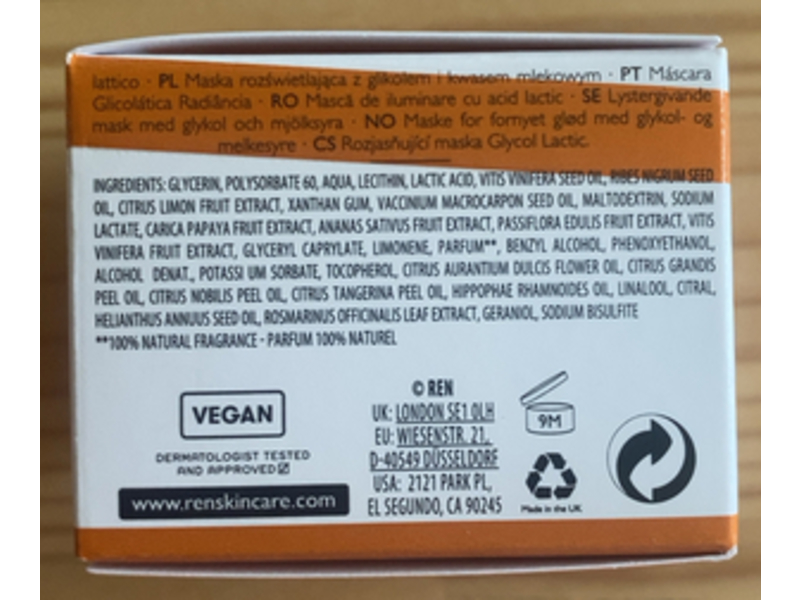 lattico · PL Maska rozświetlająca z glikolem i kwasem mlekowym · PT Máscara
Glicolática Radiância · RO Mască de iluminare cu acid lactic · SE Lystergivande
mask med glykol och mjölksyra · NO Maske for fornyet glød med glykol- og
melkesyre · CS Rozjasňující maska Glycol Lactic.
INGREDIENTS: GLYCERIN, POLYSORBATE 60, AQUA, LECITHIN, LACTIC ACID, VITIS VINIFERA SEED OIL, RIBES NIGRUM SEED
OIL, CITRUS LIMON FRUIT EXTRACT, XANTHAN GUM, VACCINIUM MACROCARPON SEED OIL, MALTODEXTRIN, SODIUM
LACTATE, CARICA PAPAYA FRUIT EXTRACT, ANANAS SATIVUS FRUIT EXTRACT, PASSIFLORA EDULIS FRUIT EXTRACT, VITIS
VINIFERA FRUIT EXTRACT, GLYCERYL CAPRYLATE, LIMONENE, PARFUM**, BENZYL ALCOHOL, PHENOXYETHANOL,
ALCOHOL DENAT., POTASSI UM SORBATE, TOCOPHEROL, CITRUS AURANTIUM DULCIS FLOWER OIL, CITRUS GRANDIS
PEEL OIL, CITRUS NOBILIS PEEL OIL, CITRUS TANGERINA PEEL OIL, HIPPOPHAE RHAMNOIDES OIL, LINALOOL, CITRAL,
HELIANTHUS ANNUUS SEED OIL, ROSMARINUS OFFICINALIS LEAF EXTRACT, GERANIOL, SODIUM BISULFITE
**100% NATURAL FRAGRANCE - PARFUM 100% NATUREL
VEGAN
DERMATOLOGIST TESTED
AND APPROVED
www.renskincare.com
© REN
UK: LONDON SE1 0LH
EU: WIESENSTR. 21,
D-40549 DÜSSELDORF
USA: 2121 PARK PL,
EL SEGUNDO, CA 90245
9M
Made in the UK